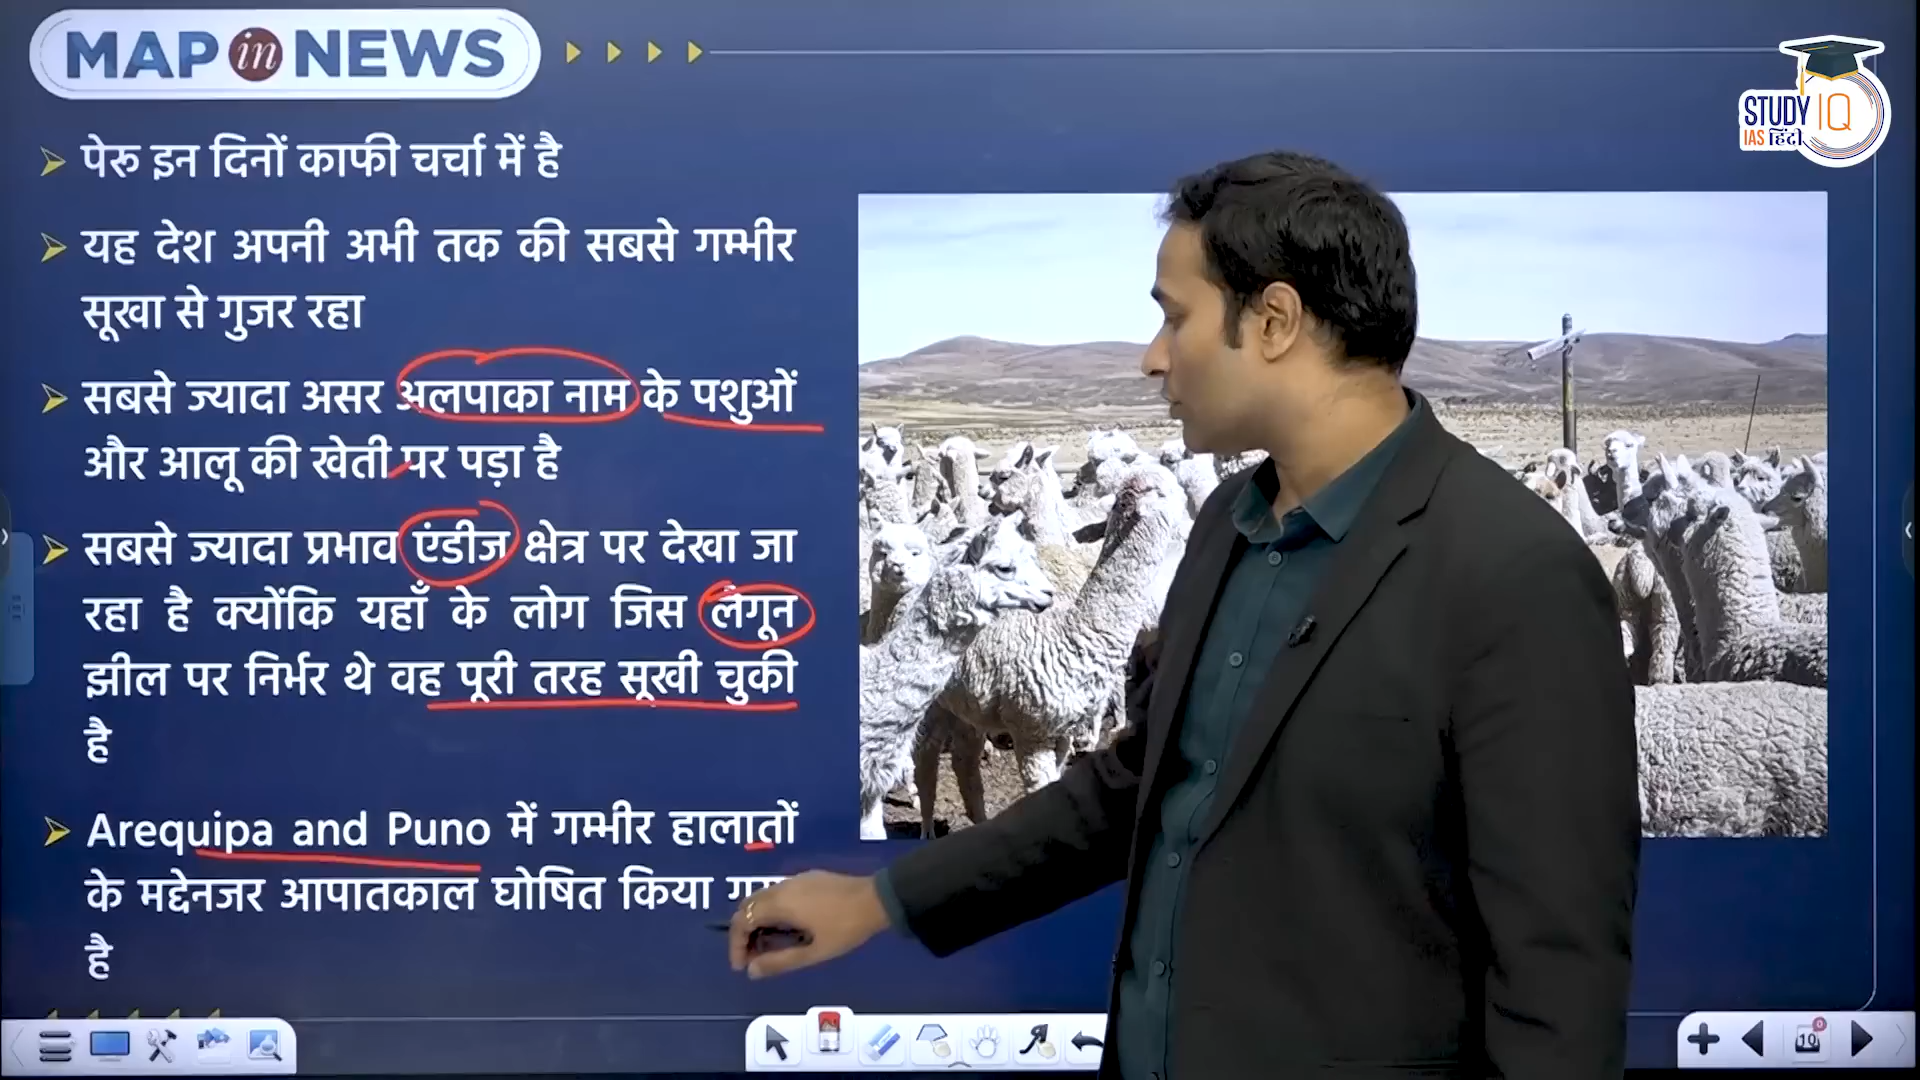 MAP in NEWS
STUDY IQ
IAS हिंदी
पेरू इन दिनों काफी चर्चा में है
यह देश अपनी अभी तक की सबसे गम्भीर
सूखा से गुजर रहा
सबसे ज्यादा असर अलपाका नाम के पशुओं
और आलू की खेती पर पड़ा है
सबसे ज्यादा प्रभाव एंडीज क्षेत्र पर देखा जा
रहा है क्योंकि यहाँ के लोग जिस लैगून
झील पर निर्भर थे वह पूरी तरह सूखी चुकी
है
Arequipa and Puno में गम्भीर हालातों
के मद्देनजर आपातकाल घोषित किया
है
10
0